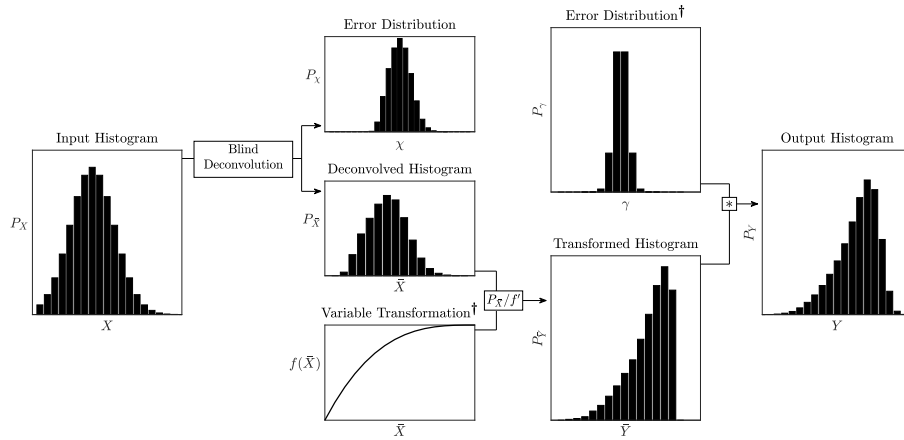 Error Distribution
P_χ
χ
Error Distribution†
P_γ
γ
Input Histogram
P_X
X
Blind
Deconvolution
Deconvolved Histogram
P_X̄
X̄
Variable Transformation†
f(X̄)
X̄
P_X̄/f′
Transformed Histogram
P_Ȳ
Ȳ
*
Output Histogram
P_Y
Y